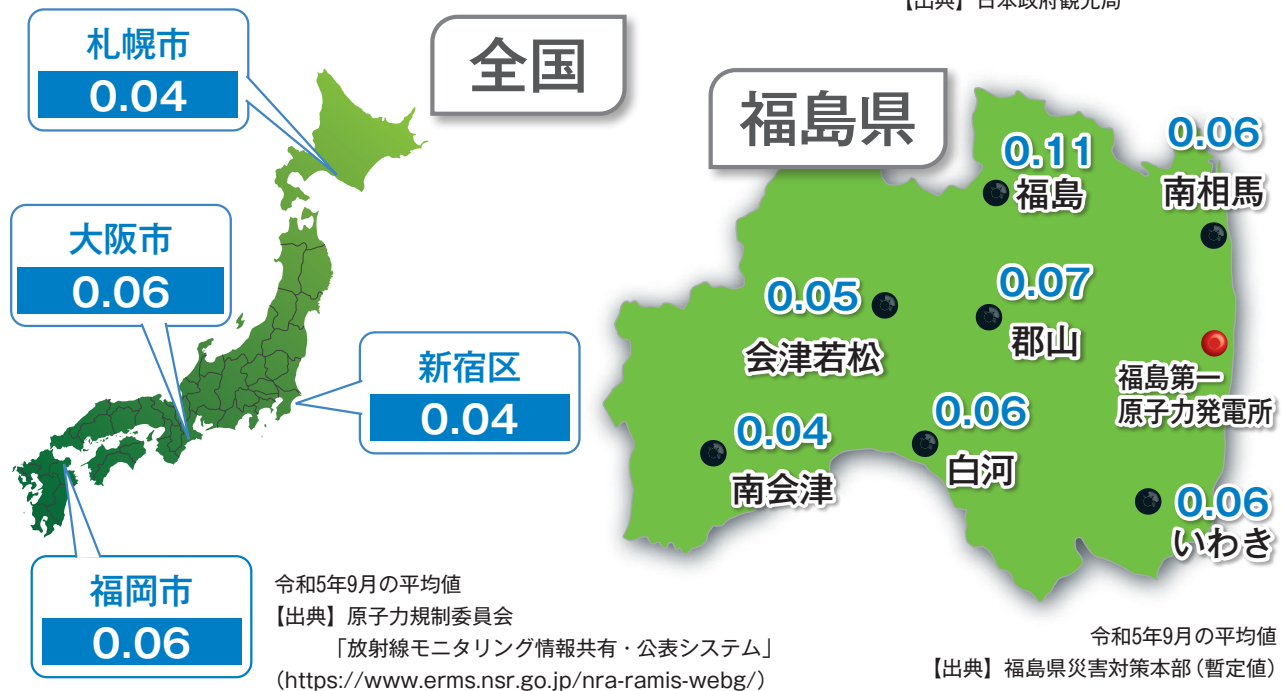 【出典】日本政府観光局
全国
札幌市
0.04
大阪市
0.06
新宿区
0.04
福岡市
0.06
令和5年9月の平均値
【出典】原子力規制委員会
「放射線モニタリング情報共有・公表システム」
(https://www.erms.nsr.go.jp/nra-ramis-webg/)
福島県
0.11
福島
0.06
南相馬
0.05
会津若松
0.07
郡山
福島第一
原子力発電所
0.04
南会津
0.06
白河
0.06
いわき
令和5年9月の平均値
【出典】福島県災害対策本部(暫定値)